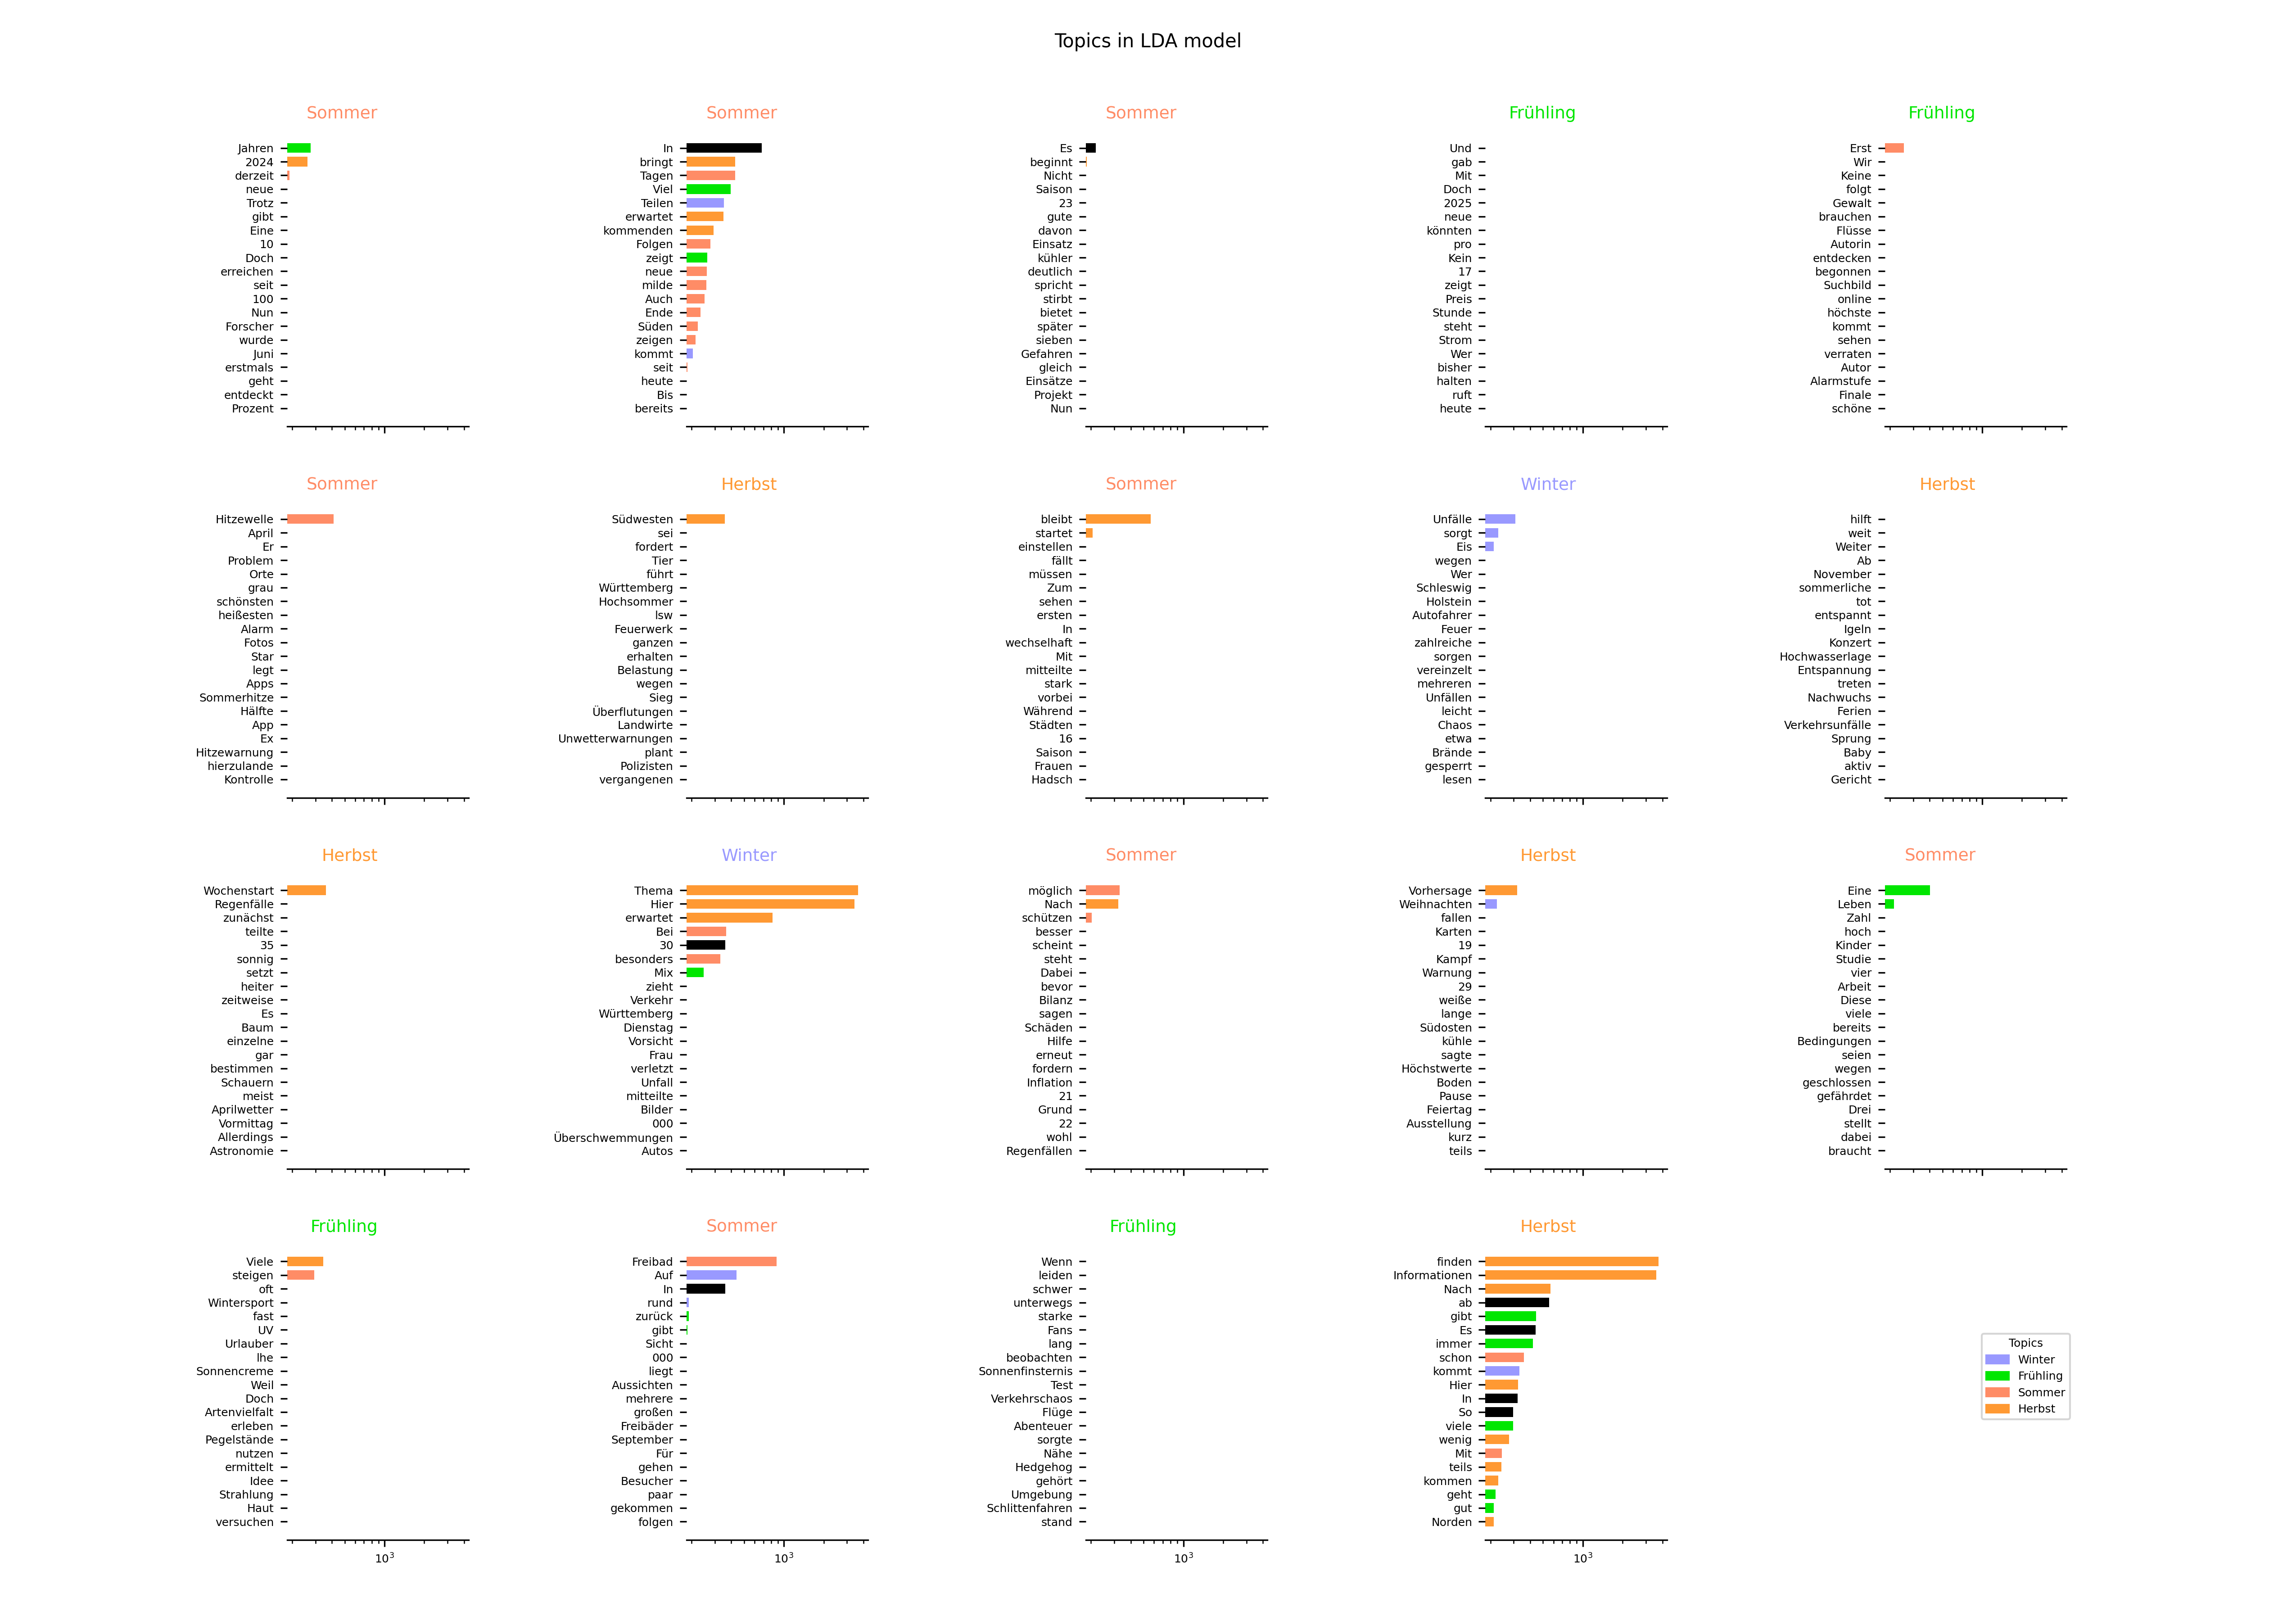 Topics in LDA model
Sommer
Jahren
2024
derzeit
neue
Trotz
gibt
Eine
10
Doch
erreichen
seit
100
Nun
Forscher
wurde
Juni
erstmals
geht
entdeckt
Prozent
Sommer
In
bringt
Tagen
Viel
Teilen
erwartet
kommenden
Folgen
zeigt
neue
milde
Auch
Ende
Süden
zeigen
kommt
seit
heute
Bis
bereits
Sommer
Es
beginnt
Nicht
Saison
23
gute
davon
Einsatz
kühler
deutlich
spricht
stirbt
bietet
später
sieben
Gefahren
gleich
Einsätze
Projekt
Nun
Frühling
Und
gab
Mit
Doch
2025
neue
könnten
pro
Kein
17
zeigt
Preis
Stunde
steht
Strom
Wer
bisher
halten
ruft
heute
Frühling
Erst
Wir
Keine
folgt
Gewalt
brauchen
Flüsse
Autorin
entdecken
begonnen
Suchbild
online
höchste
kommt
sehen
verraten
Autor
Alarmstufe
Finale
schöne
Sommer
Hitzewelle
April
Er
Problem
Orte
grau
schönsten
heißesten
Alarm
Fotos
Star
legt
Apps
Sommerhitze
Hälfte
App
Ex
Hitzewarnung
hierzulande
Kontrolle
Herbst
Südwesten
sei
fordert
Tier
führt
Württemberg
Hochsommer
lsw
Feuerwerk
ganzen
erhalten
Belastung
wegen
Sieg
Überflutungen
Landwirte
Unwetterwarnungen
plant
Polizisten
vergangenen
Sommer
bleibt
startet
einstellen
fällt
müssen
Zum
sehen
ersten
In
wechselhaft
Mit
mitteilte
stark
vorbei
Während
Städten
16
Saison
Frauen
Hadsch
Winter
Unfälle
sorgt
Eis
wegen
Wer
Schleswig
Holstein
Autofahrer
Feuer
zahlreiche
sorgen
vereinzelt
mehreren
Unfällen
leicht
Chaos
etwa
Brände
gesperrt
lesen
Herbst
hilft
weit
Weiter
Ab
November
sommerliche
tot
entspannt
Igeln
Konzert
Hochwasserlage
Entspannung
treten
Nachwuchs
Ferien
Verkehrsunfälle
Sprung
Baby
aktiv
Gericht
Herbst
Wochenstart
Regenfälle
zunächst
teilte
35
sonnig
setzt
heiter
zeitweise
Es
Baum
einzelne
gar
bestimmen
Schauern
meist
Aprilwetter
Vormittag
Allerdings
Astronomie
Winter
Thema
Hier
erwartet
Bei
30
besonders
Mix
zieht
Verkehr
Württemberg
Dienstag
Vorsicht
Frau
verletzt
Unfall
mitteilte
Bilder
000
Überschwemmungen
Autos
Sommer
möglich
Nach
schützen
besser
scheint
steht
Dabei
bevor
Bilanz
sagen
Schäden
Hilfe
erneut
fordern
Inflation
21
Grund
22
wohl
Regenfällen
Herbst
Vorhersage
Weihnachten
fallen
Karten
19
Kampf
Warnung
29
weiße
lange
Südosten
kühle
sagte
Höchstwerte
Boden
Pause
Feiertag
Ausstellung
kurz
teils
Sommer
Eine
Leben
Zahl
hoch
Kinder
Studie
vier
Arbeit
Diese
viele
bereits
Bedingungen
seien
wegen
geschlossen
gefährdet
Drei
stellt
dabei
braucht
Frühling
Viele
steigen
oft
Wintersport
fast
UV
Urlauber
Ihe
Sonnencreme
Weil
Doch
Artenvielfalt
erleben
Pegelstände
nutzen
ermittelt
Idee
Strahlung
Haut
versuchen
10³
Sommer
Freibad
Auf
In
rund
zurück
gibt
Sicht
000
liegt
Aussichten
mehrere
großen
Freibäder
September
Für
gehen
Besucher
paar
gekommen
folgen
10³
Frühling
Wenn
leiden
schwer
unterwegs
starke
Fans
lang
beobachten
Sonnenfinsternis
Test
Verkehrschaos
Flüge
Abenteuer
sorgte
Nähe
Hedgehog
gehört
Umgebung
Schlittenfahren
stand
10³
Herbst
finden
Informationen
Nach
ab
gibt
Es
immer
schon
kommt
Hier
In
So
viele
wenig
Mit
teils
kommen
geht
gut
Norden
10³
Topics
Winter
Frühling
Sommer
Herbst